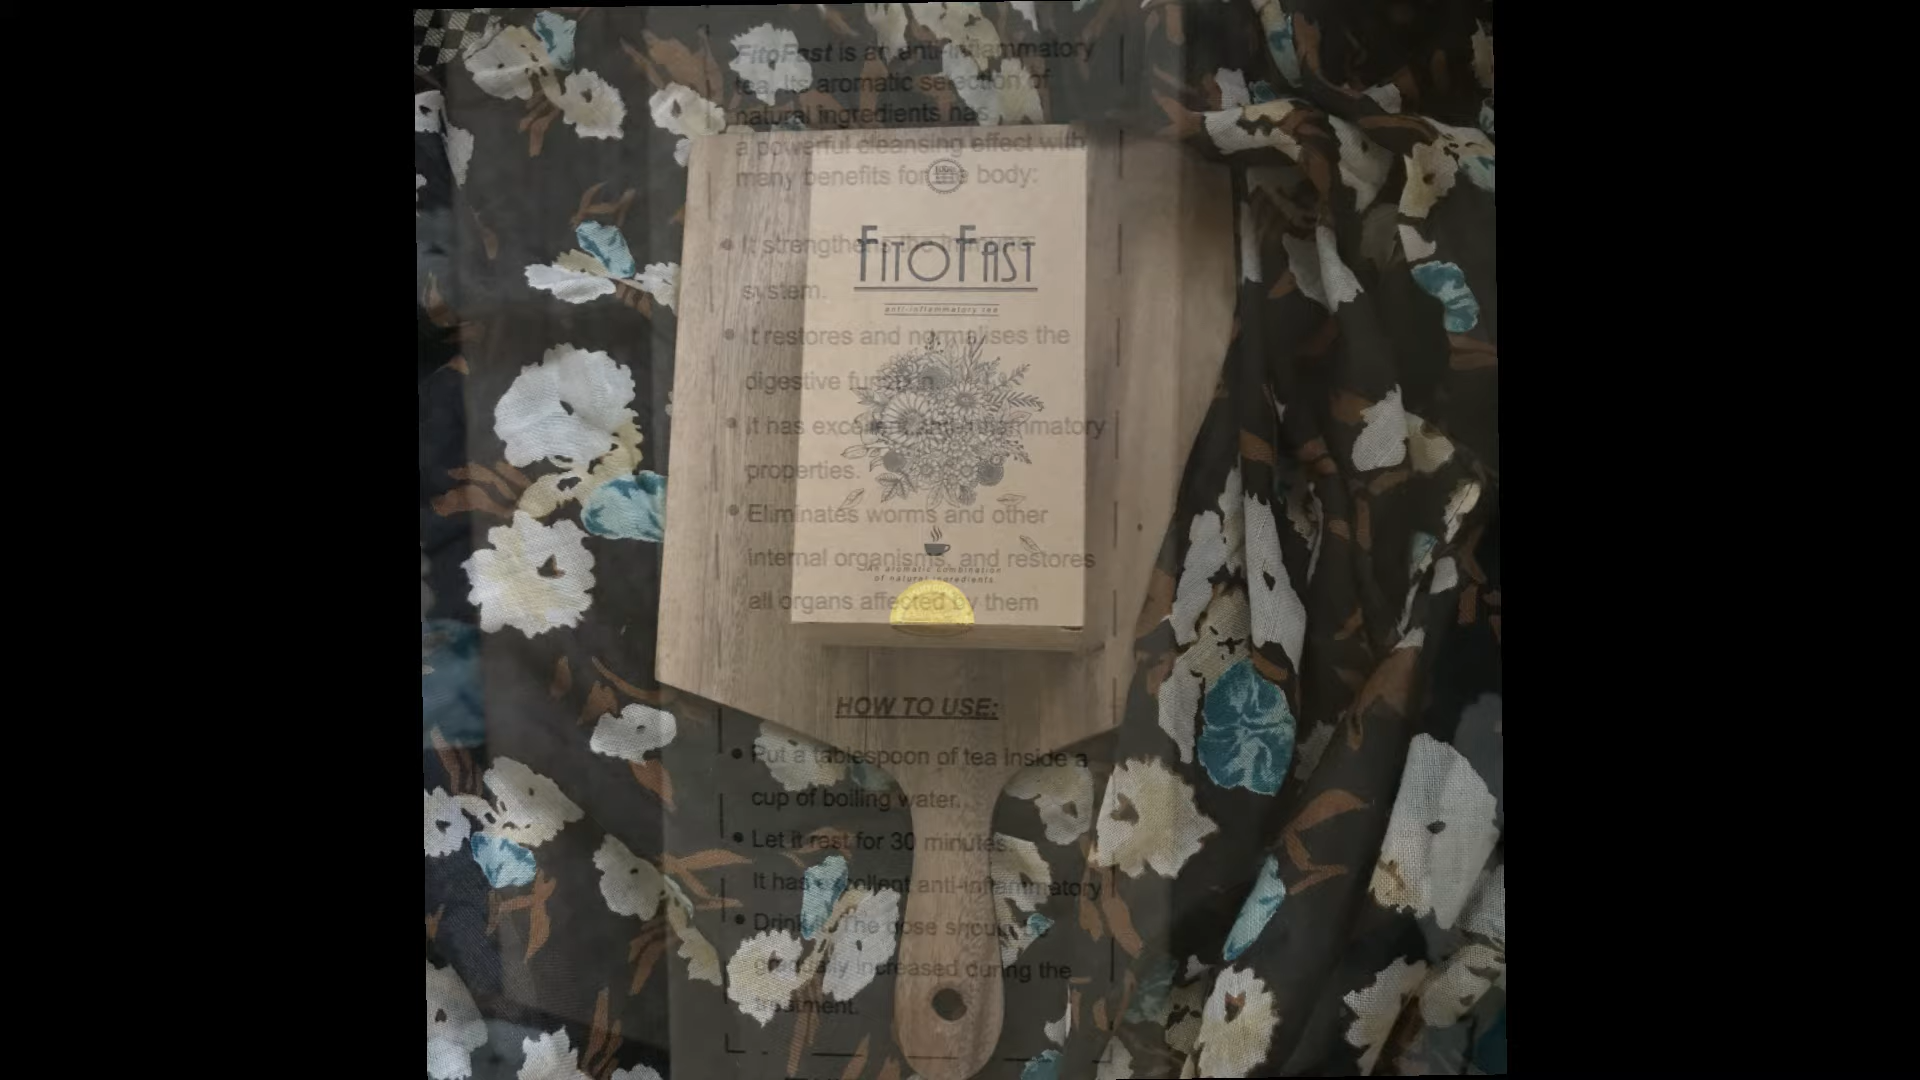 FitoFast is an anti-inflammatory
tea. Its aromatic selection of
natural ingredients has
a powerful cleansing effect with
many benefits for the body:
• It strengthens the immune
system.
• It restores and normalises the
digestive function.
• It has excellent anti-inflammatory
properties.
• Eliminates worms and other
internal organisms, and restores
all organs affected by them
HOW TO USE:
• Put a tablespoon of tea inside a
cup of boiling water.
• Let it rest for 30 minutes.
It has excellent anti-inflammatory
• Drink it. The dose should be
gradually increased during the
treatment.
FITOFAST
anti-inflammatory tea
An aromatic combination
of natural ingredients